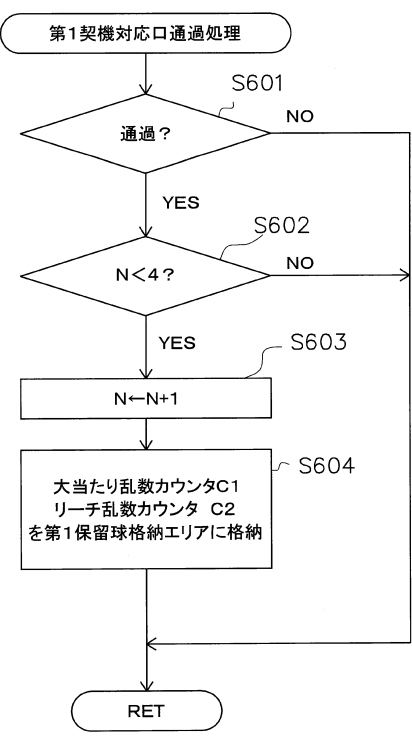 第1契機対応口通過処理
S601
通過?
NO
YES
S602
N<4?
NO
YES
S603
N←N+1
S604
大当たり乱数カウンタC1
リーチ乱数カウンタ C2
を第1保留球格納エリアに格納
RET